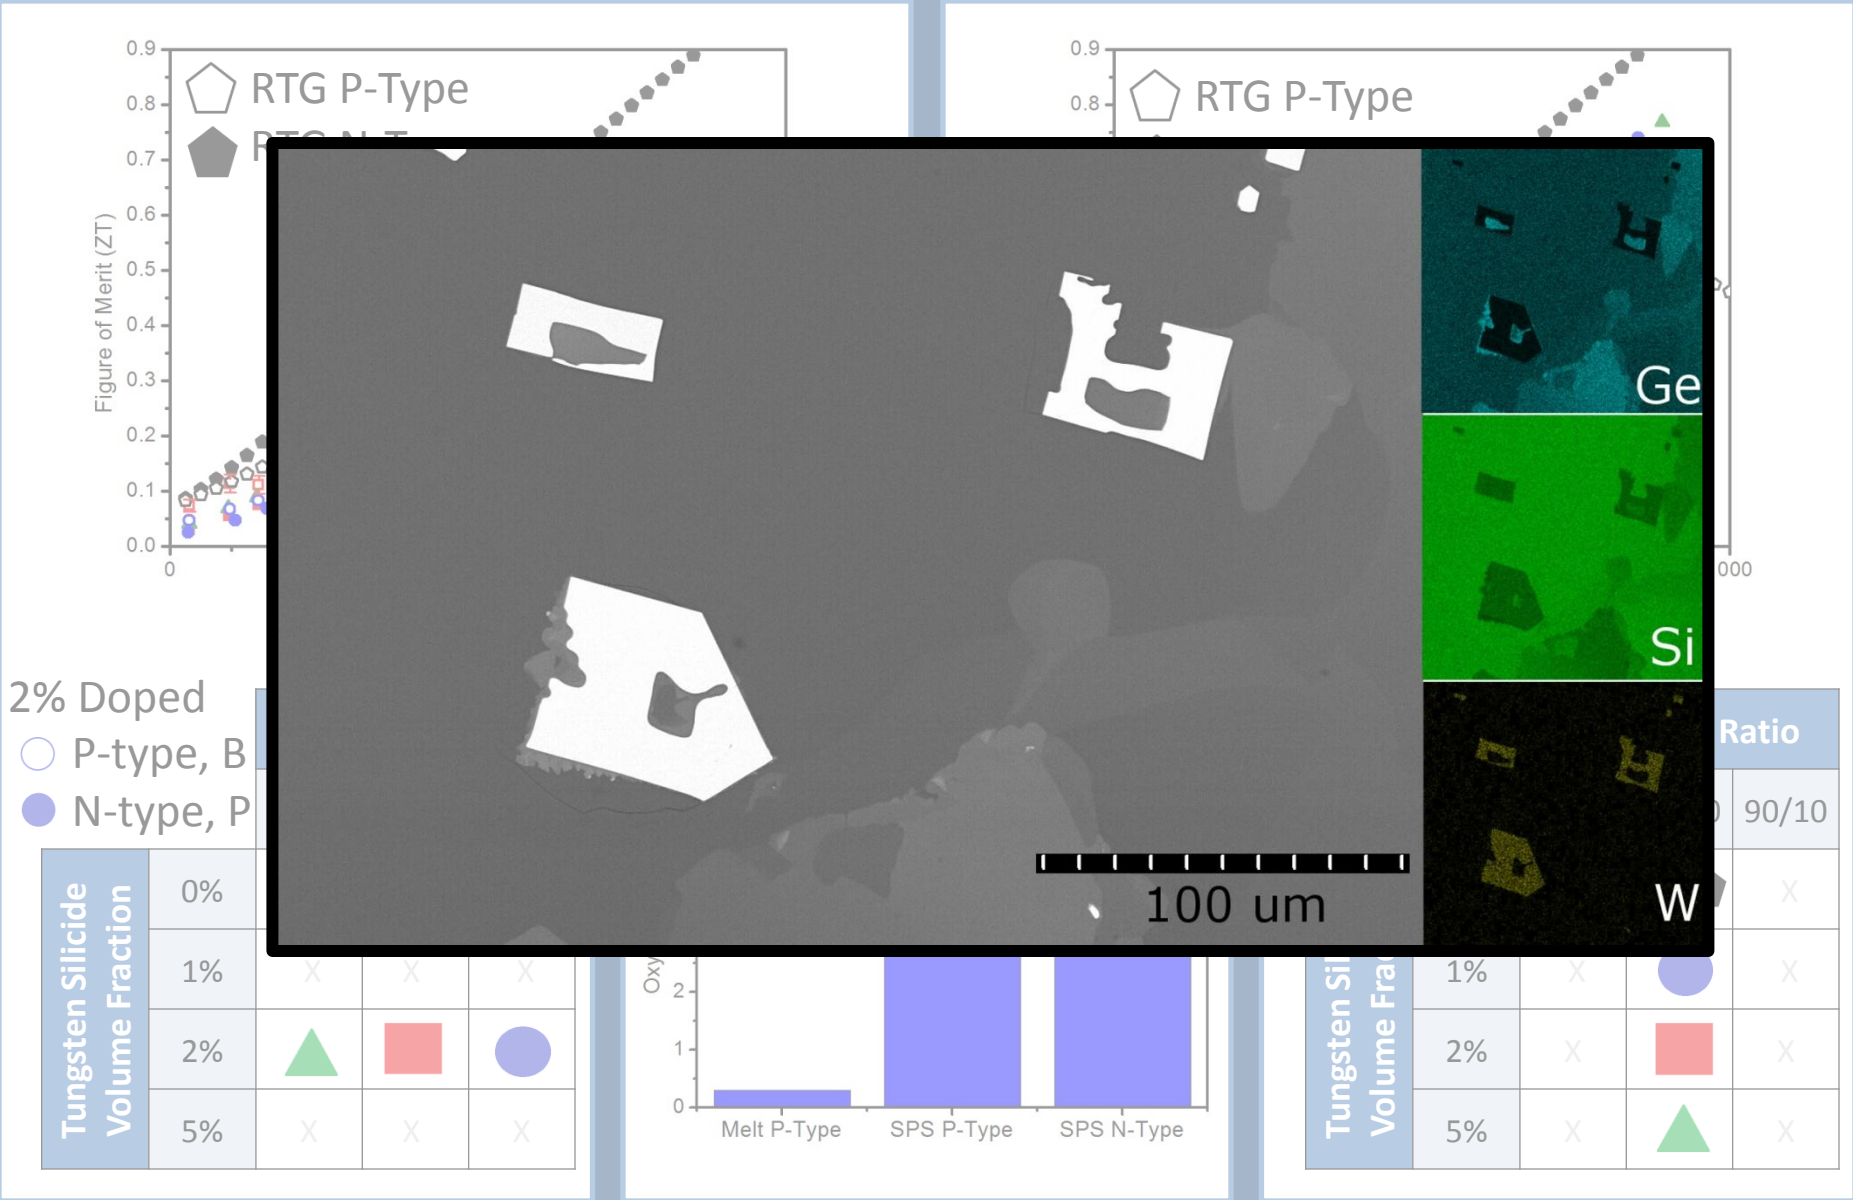 0.9
0.8
0.7
0.6
0.5
0.4
0.3
0.2
0.1
0.0
0
Figure of Merit (ZT)
RTG P-Type
0.9
0.8
RTG P-Type
000
Ge
Si
W
100 um
2% Doped
P-type, B
N-type, P
Tungsten Silicide
Volume Fraction
0%
1% X X X
2%
5% X X X
2
1
0
Melt P-Type SPS P-Type SPS N-Type
Ratio
90/10
X
1% X X
2% X X
5% X X
Tungsten